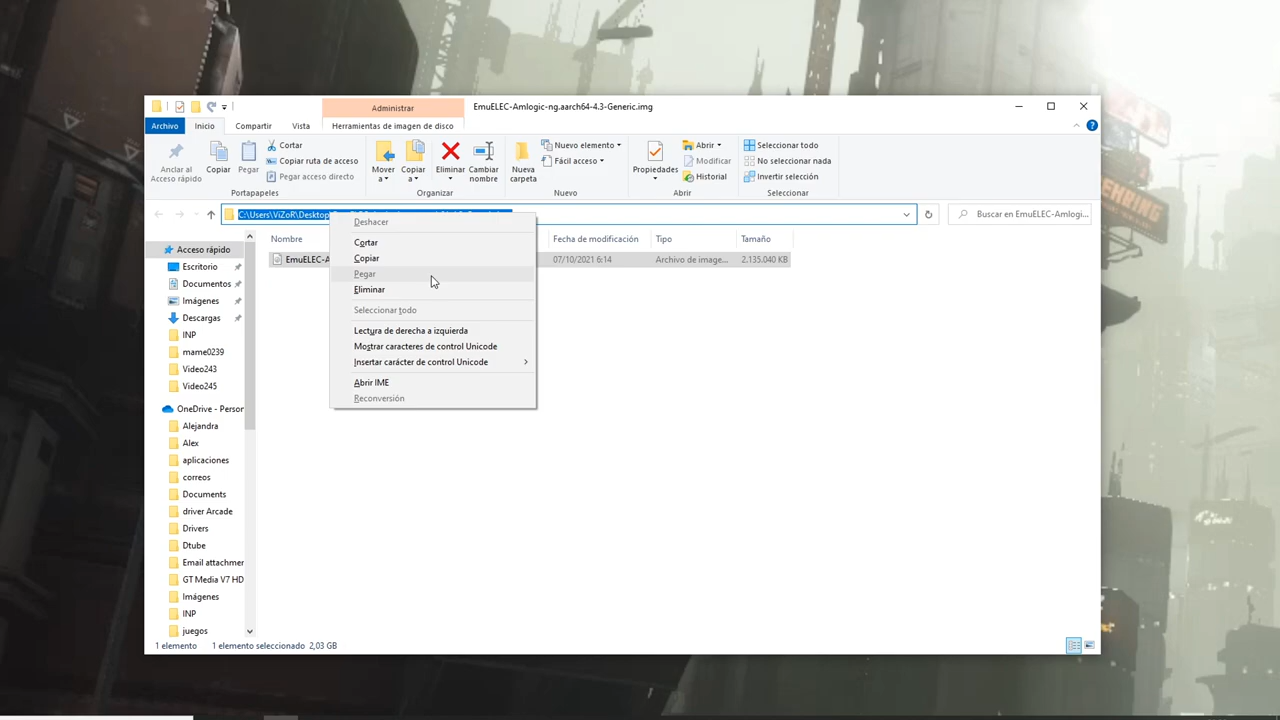 Administrar
EmuELEC-Amlogic-ng.aarch64-4.3-Generic.img
Archivo
Inicio
Compartir
Vista
Herramientas de imagen de disco
Anclar al Acceso rápido
Copiar
Pegar
Cortar
Copiar ruta de acceso
Pegar acceso directo
Mover a
Copiar a
Eliminar
Cambiar nombre
Nueva carpeta
Nuevo elemento
Fácil acceso
Propiedades
Abrir
Modificar
Historial
Seleccionar todo
No seleccionar nada
Invertir selección
Portapapeles
Organizar
Nuevo
Abrir
Seleccionar
C:\Users\ViZoR\Desktop
Buscar en EmuELEC-Amlogi...
Nombre
Fecha de modificación
Tipo
Tamaño
EmuELEC-A
07/10/2021 6:14
Archivo de image...
2.135.040 KB
Deshacer
Cortar
Copiar
Pegar
Eliminar
Seleccionar todo
Lectura de derecha a izquierda
Mostrar caracteres de control Unicode
Insertar carácter de control Unicode
Abrir IME
Reconversión
Acceso rápido
Escritorio
Documentos
Imágenes
Descargas
INP
mame0239
Video243
Video245
OneDrive - Person
Alejandra
Alex
aplicaciones
correos
Documents
driver Arcade
Drivers
Dtube
Email attachmen
GT Media V7 HD
Imágenes
INP
juegos
1 elemento
1 elemento seleccionado 2,03 GB